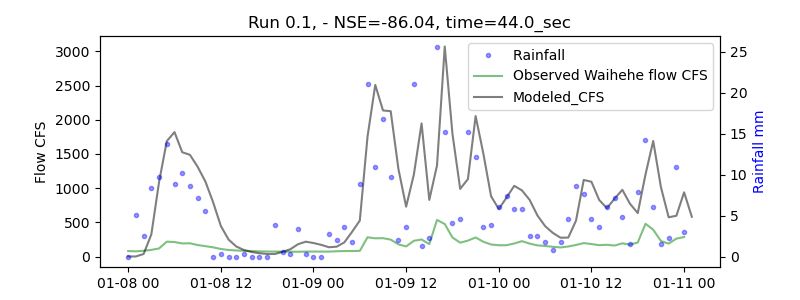 Run 0.1, - NSE=-86.04, time=44.0_sec
Rainfall
Observed Waihehe flow CFS
Modeled_CFS
Flow CFS
3000
2500
2000
1500
1000
500
0
25
20
15
10
5
0
Rainfall mm
01-08 00 01-08 12 01-09 00 01-09 12 01-10 00 01-10 12 01-11 00